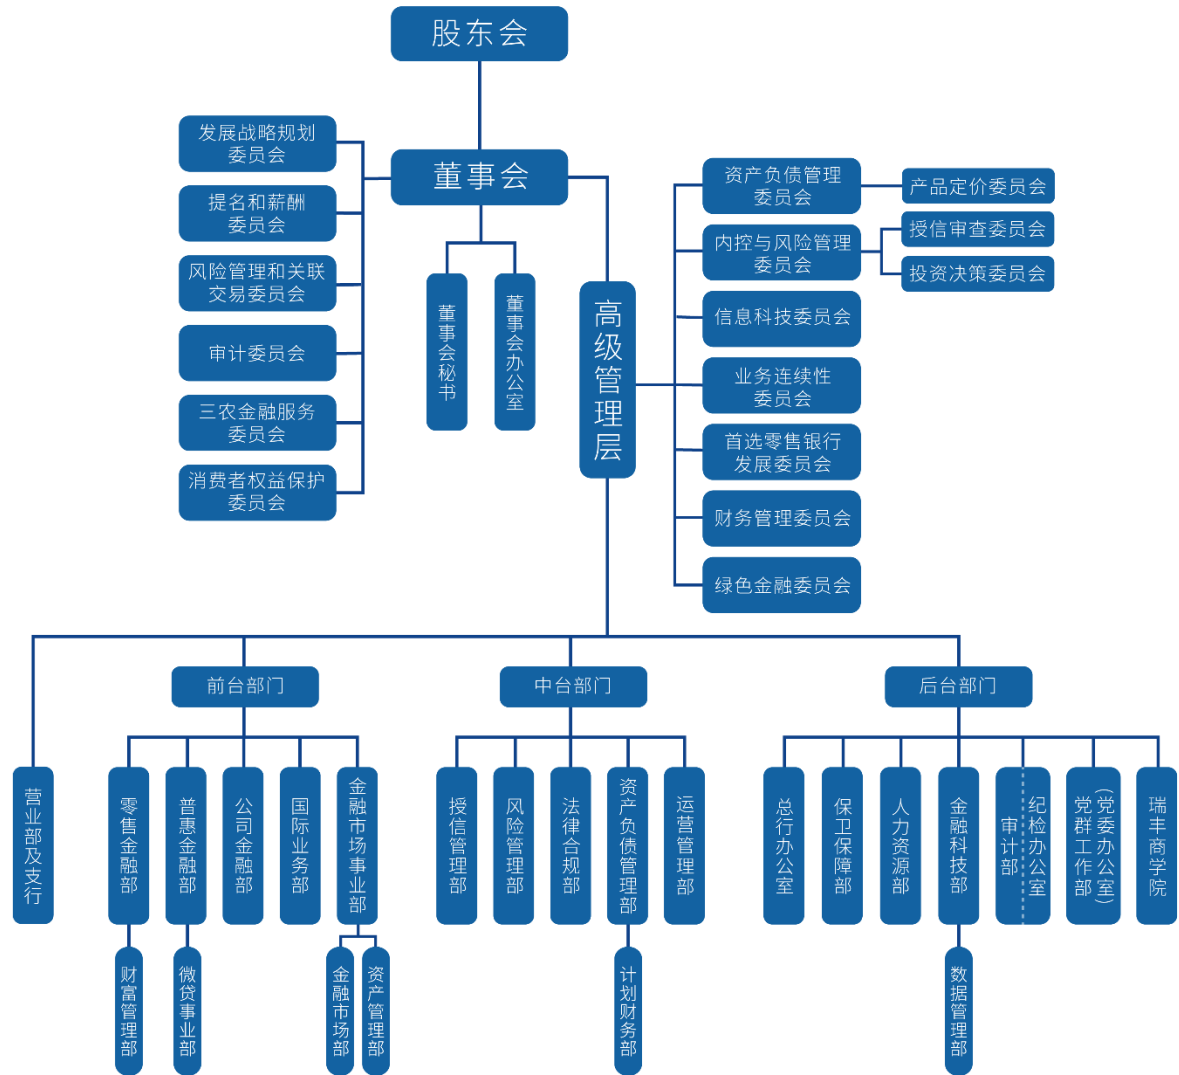 股东会
董事会
发展战略规划
委员会
提名和薪酬
委员会
风险管理和关联
交易委员会
审计委员会
三农金融服务
委员会
消费者权益保护
委员会
董事会秘书
董事会办公室
高级管理层
资产负债管理
委员会
产品定价委员会
内控与风险管理
委员会
授信审查委员会
投资决策委员会
信息科技委员会
业务连续性
委员会
首选零售银行
发展委员会
财务管理委员会
绿色金融委员会
前台部门
中台部门
后台部门
营业部及支行
零售金融部
普惠金融部
公司金融部
国际业务部
金融市场事业部
授信管理部
风险管理部
法律合规部
资产负债管理部
运营管理部
总行办公室
保卫保障部
人力资源部
金融科技部
纪检办公室
审计部
(党委办公室)
党群工作部
瑞丰商学院
财富管理部
微贷事业部
金融市场部
资产管理部
计划财务部
数据管理部